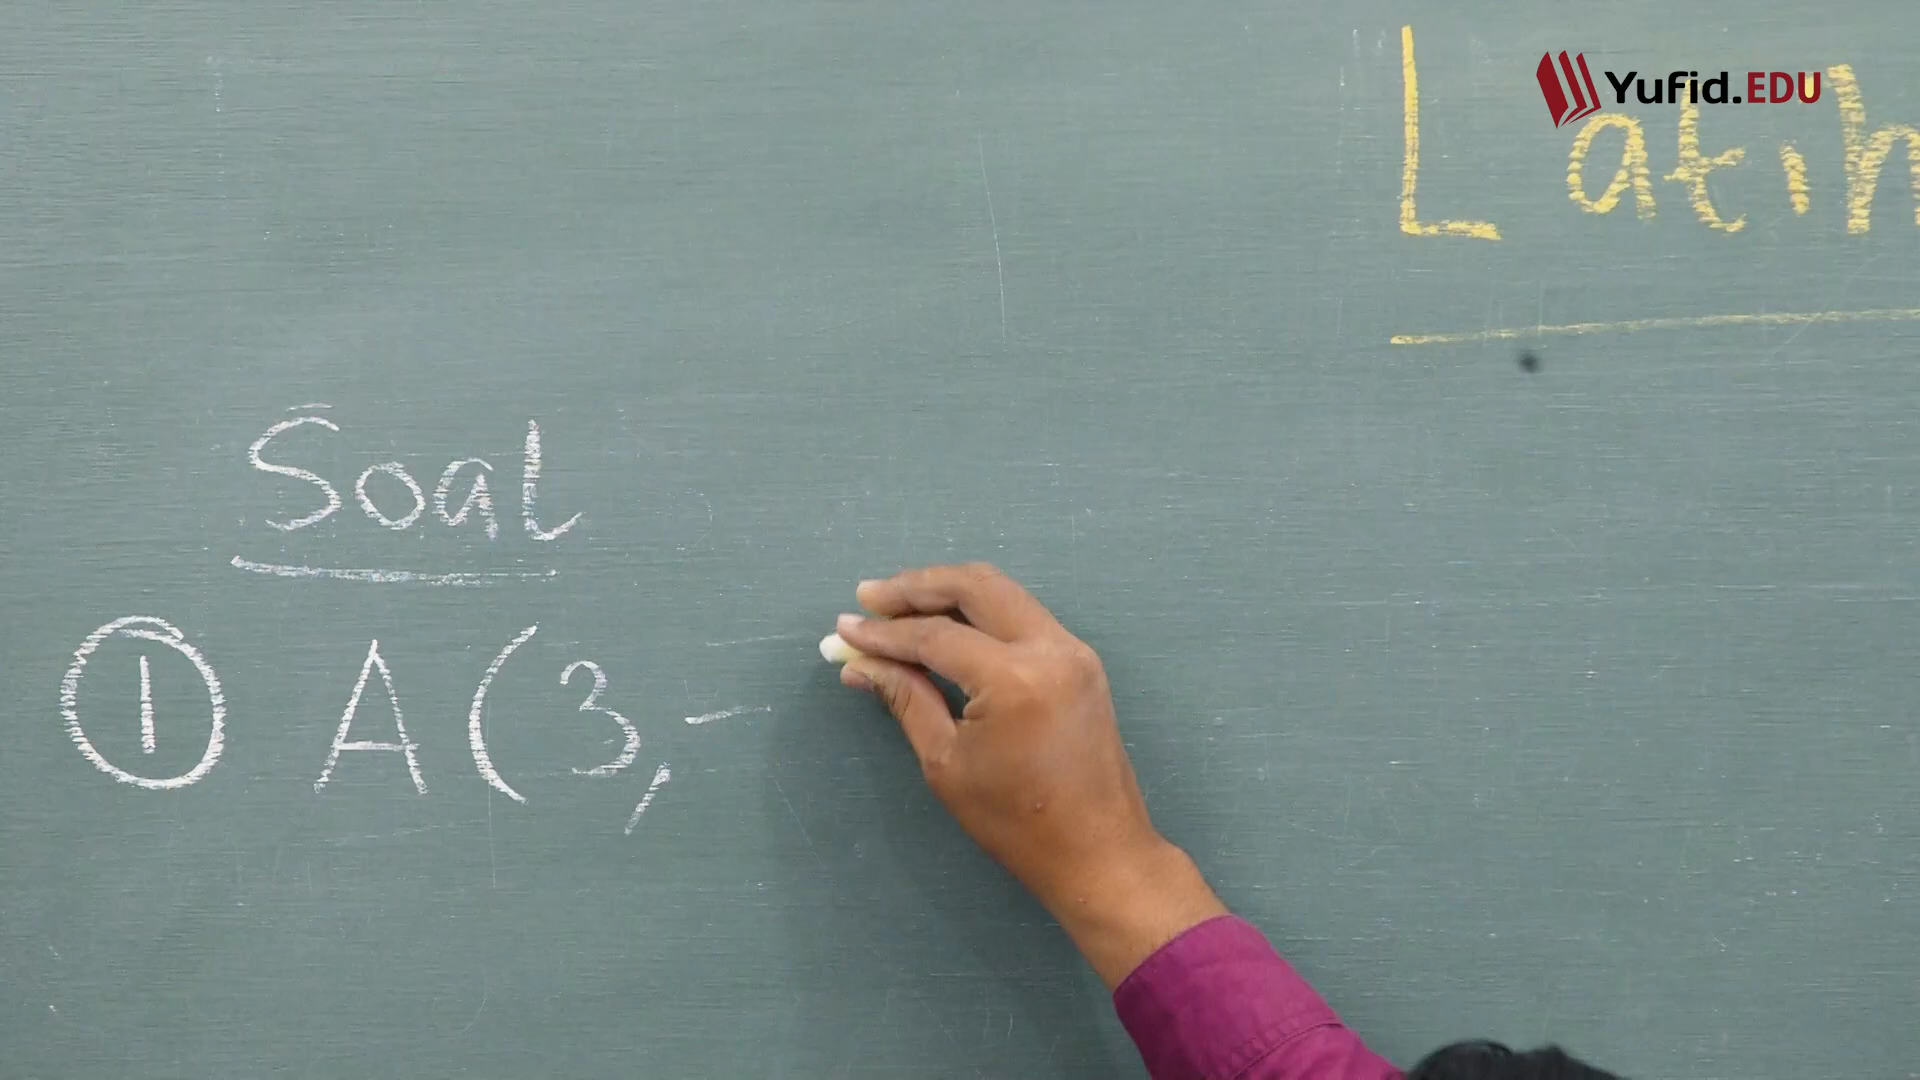 Yufid.EDU
Latih
Soal
① A (3, –